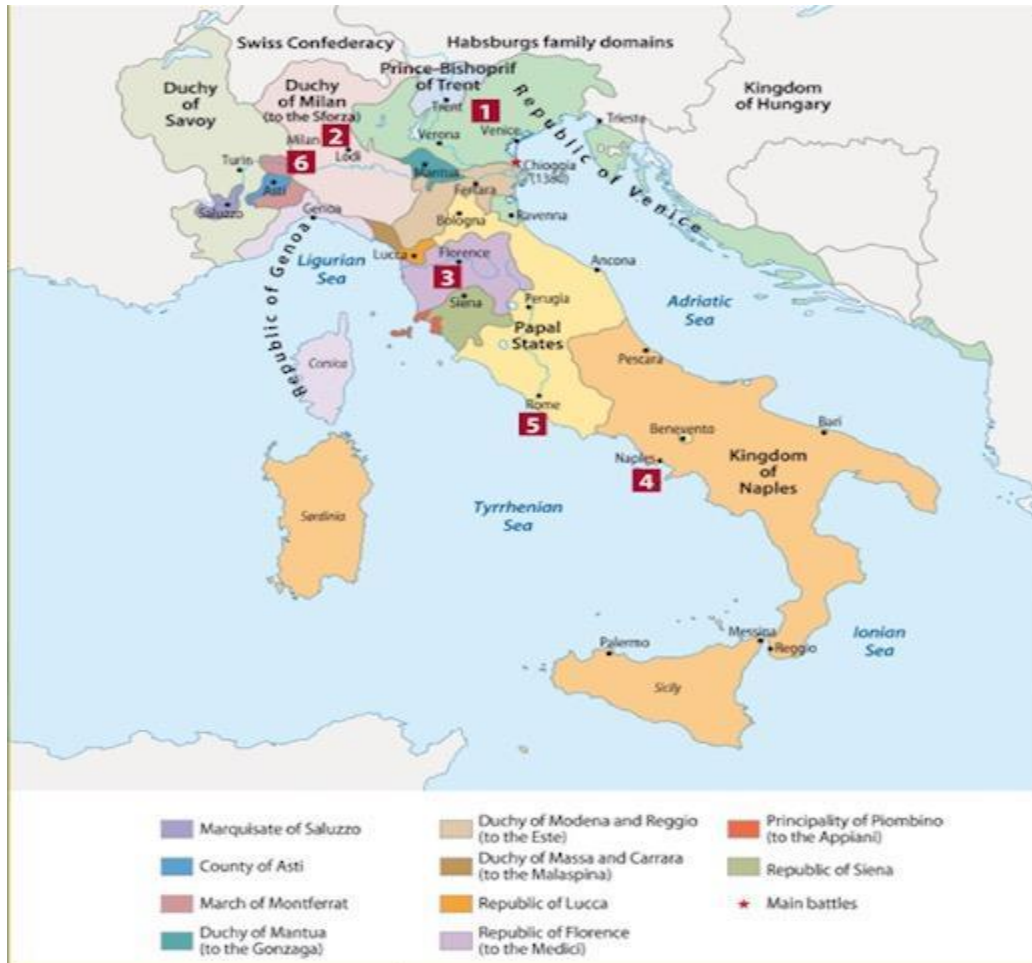 Swiss Confederacy
Habsburgs family domains
Prince-Bishoprif
of Trent
Duchy
of
Savoy
Duchy
of Milan
(to the Sforza)
Kingdom
of Hungary
Trent
1
Republic of Venice
Trieste
Milan
2
Verona
Venice
6
Lodi
Turin
Chioggia
(1380)
Asti
Mantua
Ferrara
Saluzzo
Genoa
Bologna
Ravenna
Republic of Genoa
Ligurian
Sea
Lucca
Florence
3
Ancona
Siena
Perugia
Adriatic
Sea
Papal
States
Corsica
Pescara
Rome
5
Benevento
Bari
Naples
4
Kingdom
of
Naples
Sardinia
Tyrrhenian
Sea
Palermo
Messina
Reggio
Ionian
Sea
Sicily
Marquisate of Saluzzo
County of Asti
March of Montferrat
Duchy of Mantua
(to the Gonzaga)
Duchy of Modena and Reggio
(to the Este)
Duchy of Massa and Carrara
(to the Malaspina)
Republic of Lucca
Republic of Florence
(to the Medici)
Principality of Piombino
(to the Appiani)
Republic of Siena
Main battles